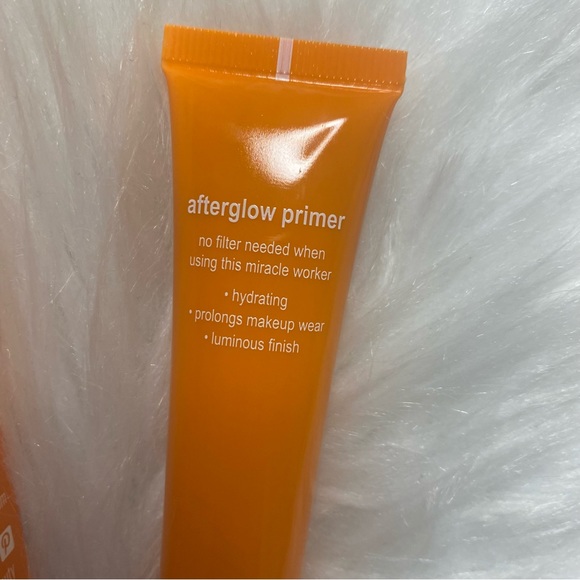 afterglow primer
no filter needed when
using this miracle worker
• hydrating
• prolongs makeup wear
• luminous finish